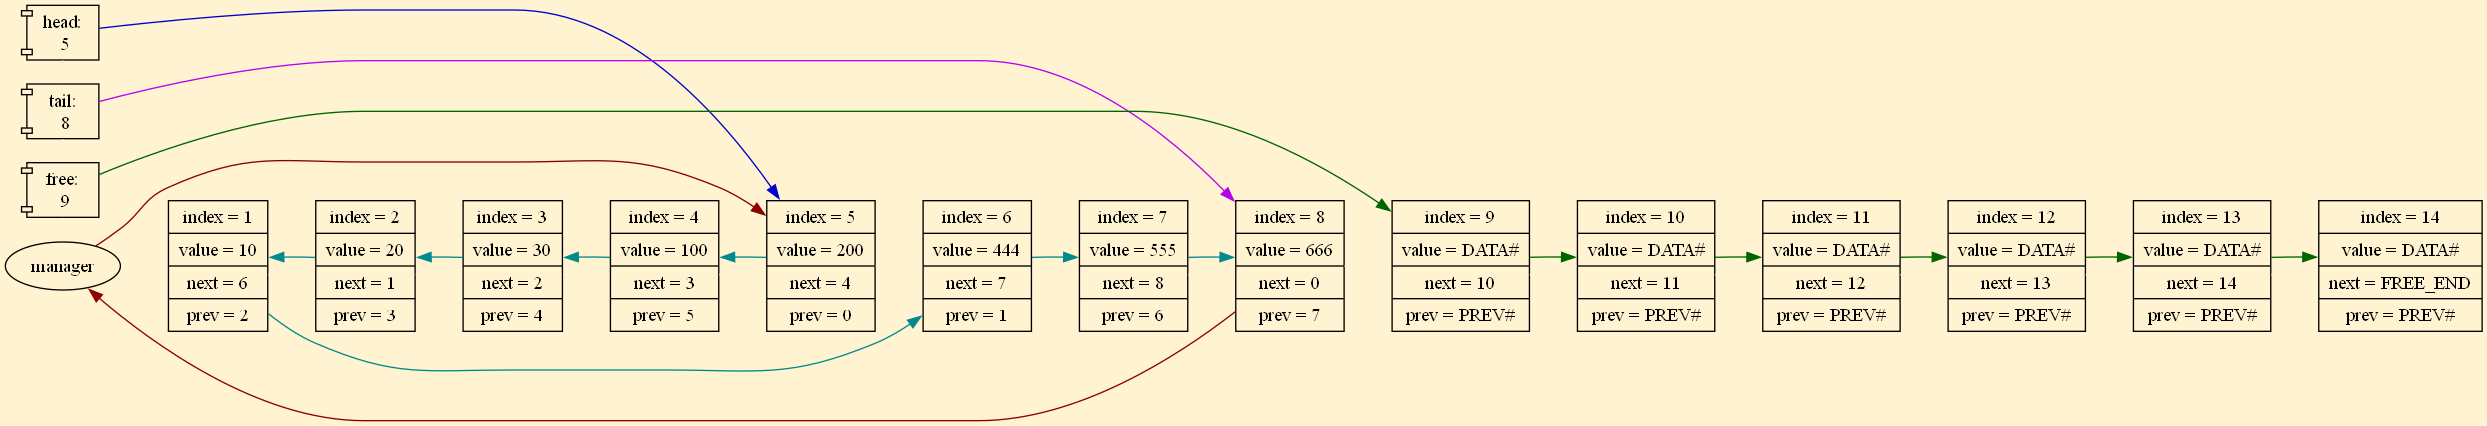 head:
5
tail:
8
free:
9
manager
index = 1
value = 10
next = 6
prev = 2
index = 2
value = 20
next = 1
prev = 3
index = 3
value = 30
next = 2
prev = 4
index = 4
value = 100
next = 3
prev = 5
index = 5
value = 200
next = 4
prev = 0
index = 6
value = 444
next = 7
prev = 1
index = 7
value = 555
next = 8
prev = 6
index = 8
value = 666
next = 0
prev = 7
index = 9
value = DATA#
next = 10
prev = PREV#
index = 10
value = DATA#
next = 11
prev = PREV#
index = 11
value = DATA#
next = 12
prev = PREV#
index = 12
value = DATA#
next = 13
prev = PREV#
index = 13
value = DATA#
next = 14
prev = PREV#
index = 14
value = DATA#
next = FREE_END
prev = PREV#